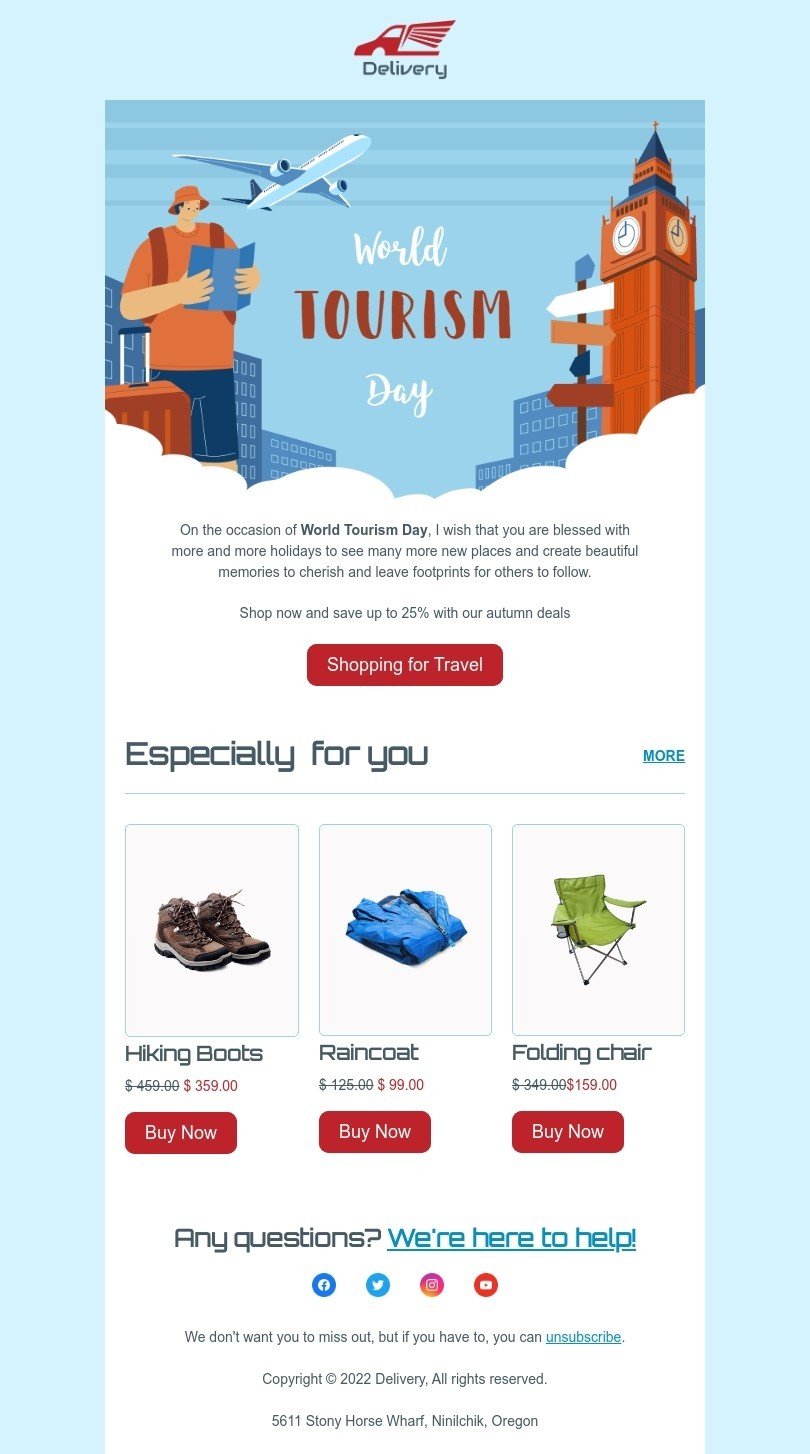 Delivery
World
TOURISM
Day
On the occasion of World Tourism Day, I wish that you are blessed with
more and more holidays to see many more new places and create beautiful
memories to cherish and leave footprints for others to follow.
Shop now and save up to 25% with our autumn deals
Shopping for Travel
Especially for you
MORE
Hiking Boots
$ 459.00 $ 359.00
Buy Now
Raincoat
$ 125.00 $ 99.00
Buy Now
Folding chair
$ 349.00$159.00
Buy Now
Any questions? We're here to help!
We don't want you to miss out, but if you have to, you can unsubscribe.
Copyright © 2022 Delivery, All rights reserved.
5611 Stony Horse Wharf, Ninilchik, Oregon